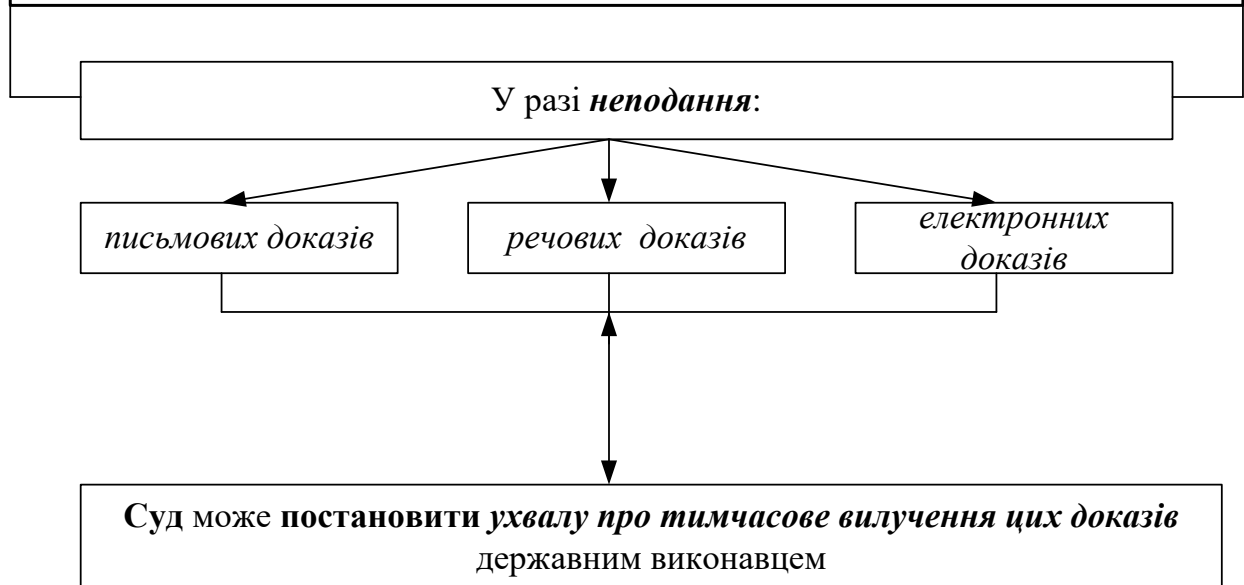 У разі неподання:
письмових доказів
речових доказів
електронних
доказів
Суд може постановити ухвалу про тимчасове вилучення цих доказів
державним виконавцем